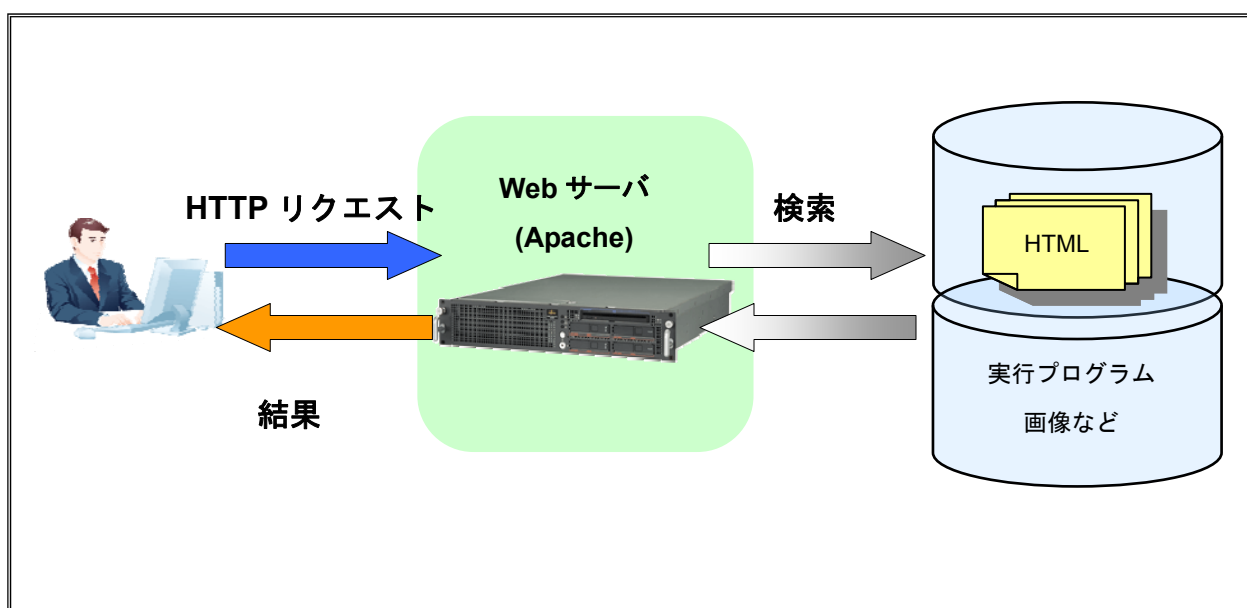 HTTP リクエスト
Web サーバ
(Apache)
検索
HTML
結果
実行プログラム
画像など